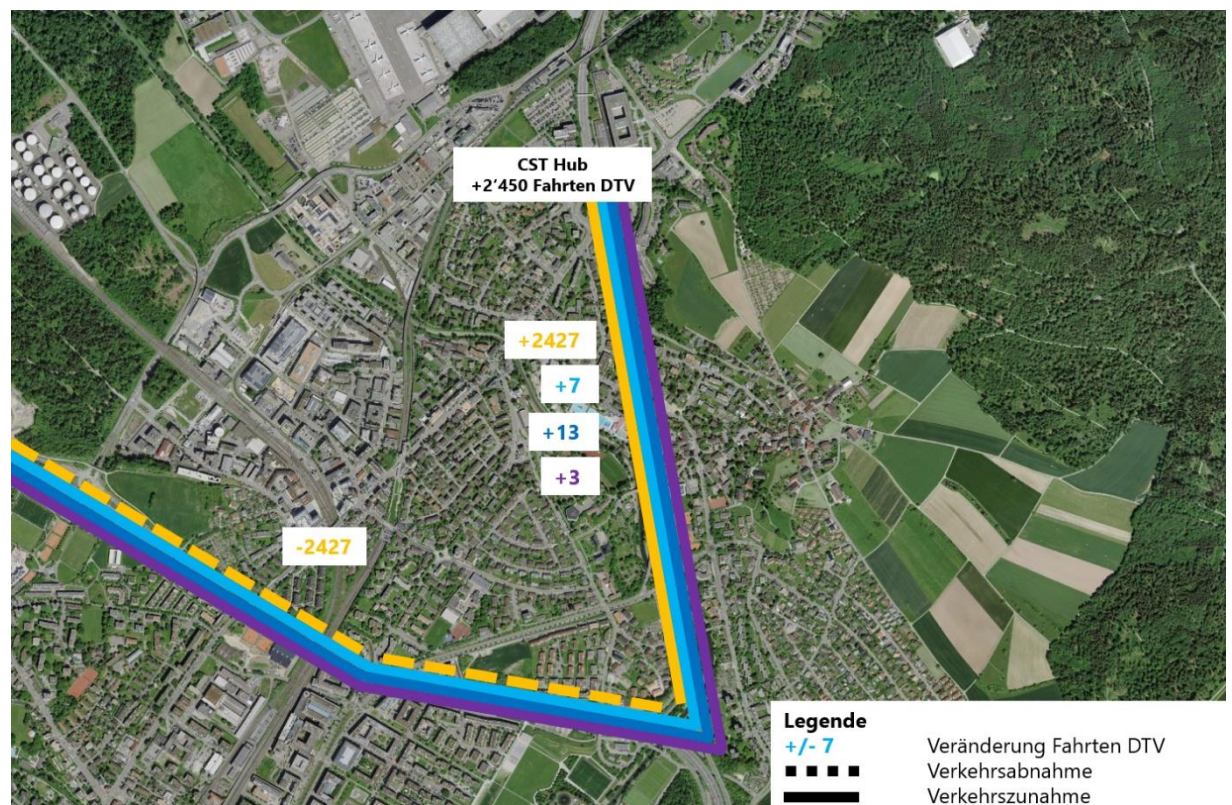 CST Hub
+2’450 Fahrten DTV
+2427
+7
+13
+3
-2427
Legende
+/- 7 Veränderung Fahrten DTV
Verkehrsabnahme
Verkehrszunahme